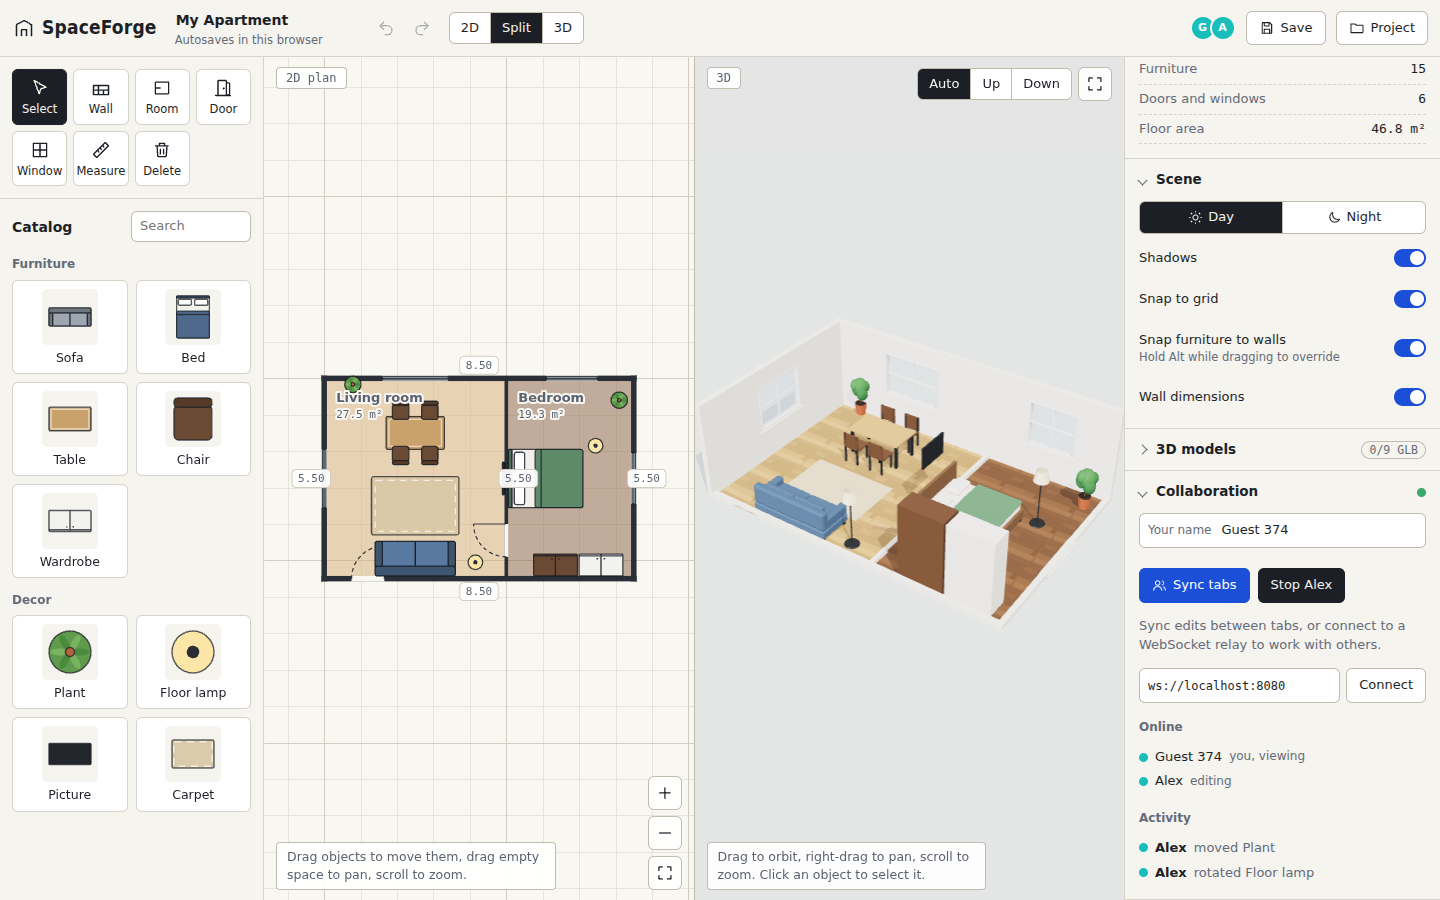 SpaceForge
My Apartment
Autosaves in this browser
2D
Split
3D
G
A
Save
Project
Select
Wall
Room
Door
Window
Measure
Delete
Catalog
Search
Furniture
Sofa
Bed
Table
Chair
Wardrobe
Decor
Plant
Floor lamp
Picture
Carpet
2D plan
8.50
Living room
27.5 m²
Bedroom
19.3 m²
5.50
5.50
5.50
8.50
Drag objects to move them, drag empty
space to pan, scroll to zoom.
3D
Auto
Up
Down
Drag to orbit, right-drag to pan, scroll to
zoom. Click an object to select it.
Furniture
15
Doors and windows
6
Floor area
46.8 m²
Scene
Day
Night
Shadows
Snap to grid
Snap furniture to walls
Hold Alt while dragging to override
Wall dimensions
3D models
0/9 GLB
Collaboration
Your name
Guest 374
Sync tabs
Stop Alex
Sync edits between tabs, or connect to a
WebSocket relay to work with others.
ws://localhost:8080
Connect
Online
Guest 374 you, viewing
Alex editing
Activity
Alex moved Plant
Alex rotated Floor lamp